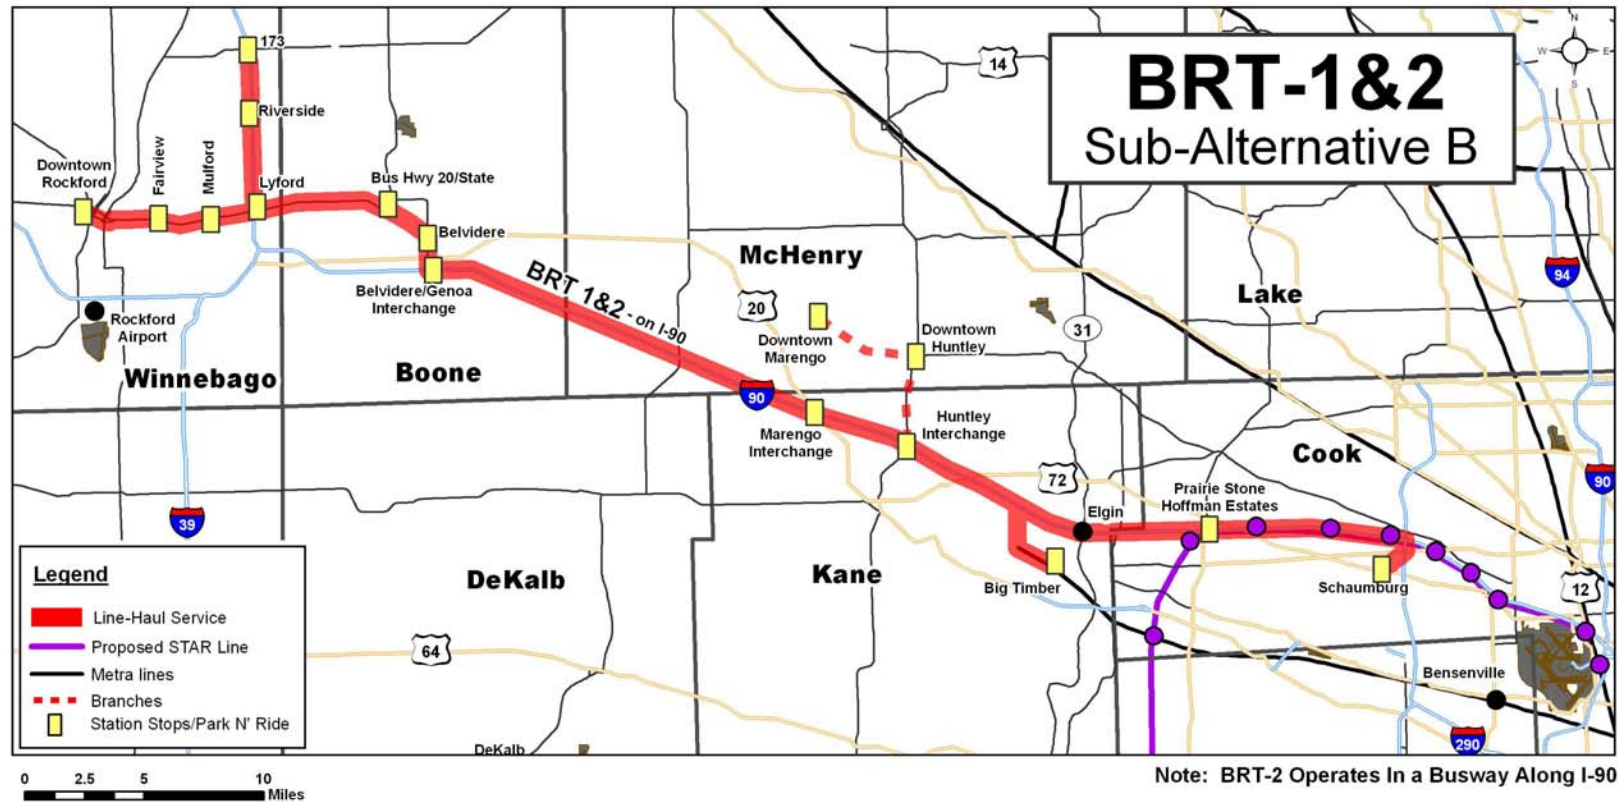 BRT-1&2
Sub-Alternative B
N
W
E
S
173
Riverside
Downtown
Rockford
Fairview
Mulford
Lyford
Bus Hwy 20/State
Belvidere
Belvidere/Genoa
Interchange
Rockford
Airport
Winnebago
Boone
BRT 1&2 - on I-90
McHenry
20
14
31
Lake
94
Downtown
Marengo
Downtown
Huntley
90
Marengo
Interchange
Huntley
Interchange
72
Cook
Prairie Stone
Hoffman Estates
Elgin
90
39
DeKalb
Kane
Big Timber
Schaumburg
12
64
Bensenville
290
DeKalb
Legend
Line-Haul Service
Proposed STAR Line
Metra lines
Branches
Station Stops/Park N' Ride
0 2.5 5 10
Miles
Note: BRT-2 Operates In a Busway Along I-90